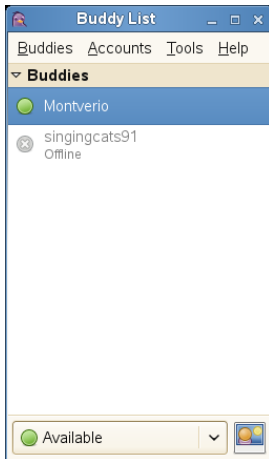 Buddy List
Buddies Accounts Tools Help
Buddies
Montverio
singingcats91
Offline
Available